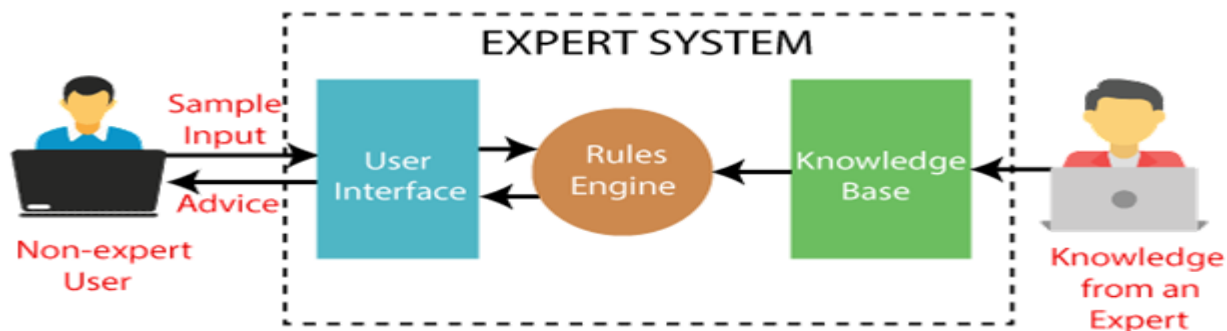 EXPERT SYSTEM
Sample
Input
Advice
Non-expert
User
User
Interface
Rules
Engine
Knowledge
Base
Knowledge
from an
Expert